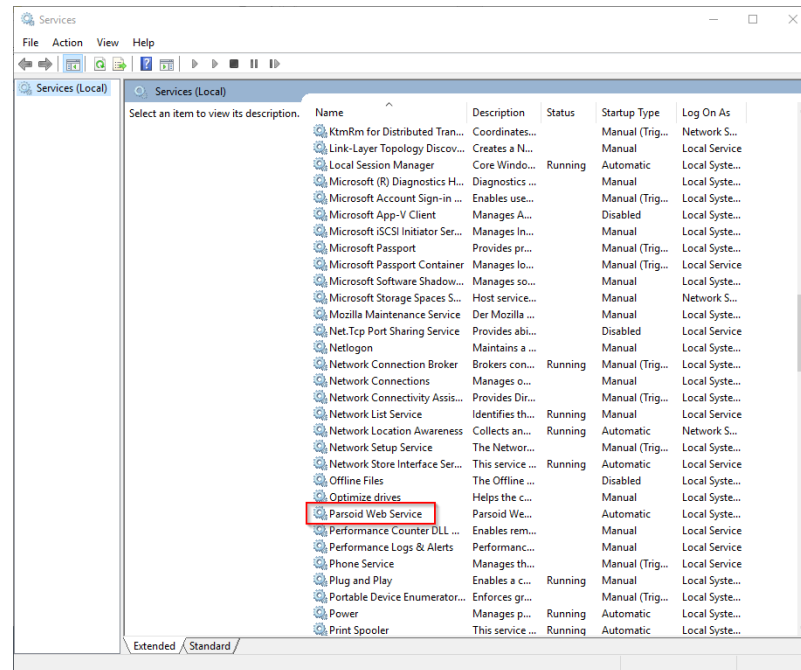 Services
File Action View Help
Services (Local)
Services (Local)
Select an item to view its description.
Name Description Status Startup Type Log On As
KtmRm for Distributed Tran... Coordinates... Manual (Trig... Network S...
Link-Layer Topology Discov... Creates a N... Manual Local Service
Local Session Manager Core Windo... Running Automatic Local Syste...
Microsoft (R) Diagnostics H... Diagnostics ... Manual Local Syste...
Microsoft Account Sign-in ... Enables use... Manual (Trig... Local Syste...
Microsoft App-V Client Manages A... Disabled Local Syste...
Microsoft iSCSI Initiator Ser... Manages In... Manual Local Syste...
Microsoft Passport Provides pr... Manual (Trig... Local Syste...
Microsoft Passport Container Manages lo... Manual (Trig... Local Service
Microsoft Software Shadow... Manages so... Manual Local Syste...
Microsoft Storage Spaces S... Host service... Manual Network S...
Mozilla Maintenance Service Der Mozilla ... Manual Local Syste...
Net.Tcp Port Sharing Service Provides abi... Disabled Local Service
Netlogon Maintains a ... Manual Local Syste...
Network Connection Broker Brokers con... Running Manual (Trig... Local Syste...
Network Connections Manages o... Manual Local Syste...
Network Connectivity Assis... Provides Dir... Manual (Trig... Local Syste...
Network List Service Identifies th... Running Manual Local Service
Network Location Awareness Collects an... Running Automatic Network S...
Network Setup Service The Networ... Manual (Trig... Local Syste...
Network Store Interface Ser... This service ... Running Automatic Local Service
Offline Files The Offline ... Disabled Local Syste...
Optimize drives Helps the c... Manual Local Syste...
Parsoid Web Service Parsoid We... Automatic Local Syste...
Performance Counter DLL ... Enables rem... Manual Local Service
Performance Logs & Alerts Performanc... Manual Local Service
Phone Service Manages th... Manual (Trig... Local Service
Plug and Play Enables a c... Running Manual Local Syste...
Portable Device Enumerator... Enforces gr... Manual (Trig... Local Syste...
Power Manages p... Running Automatic Local Syste...
Print Spooler This service ... Running Automatic Local Syste...
Extended Standard